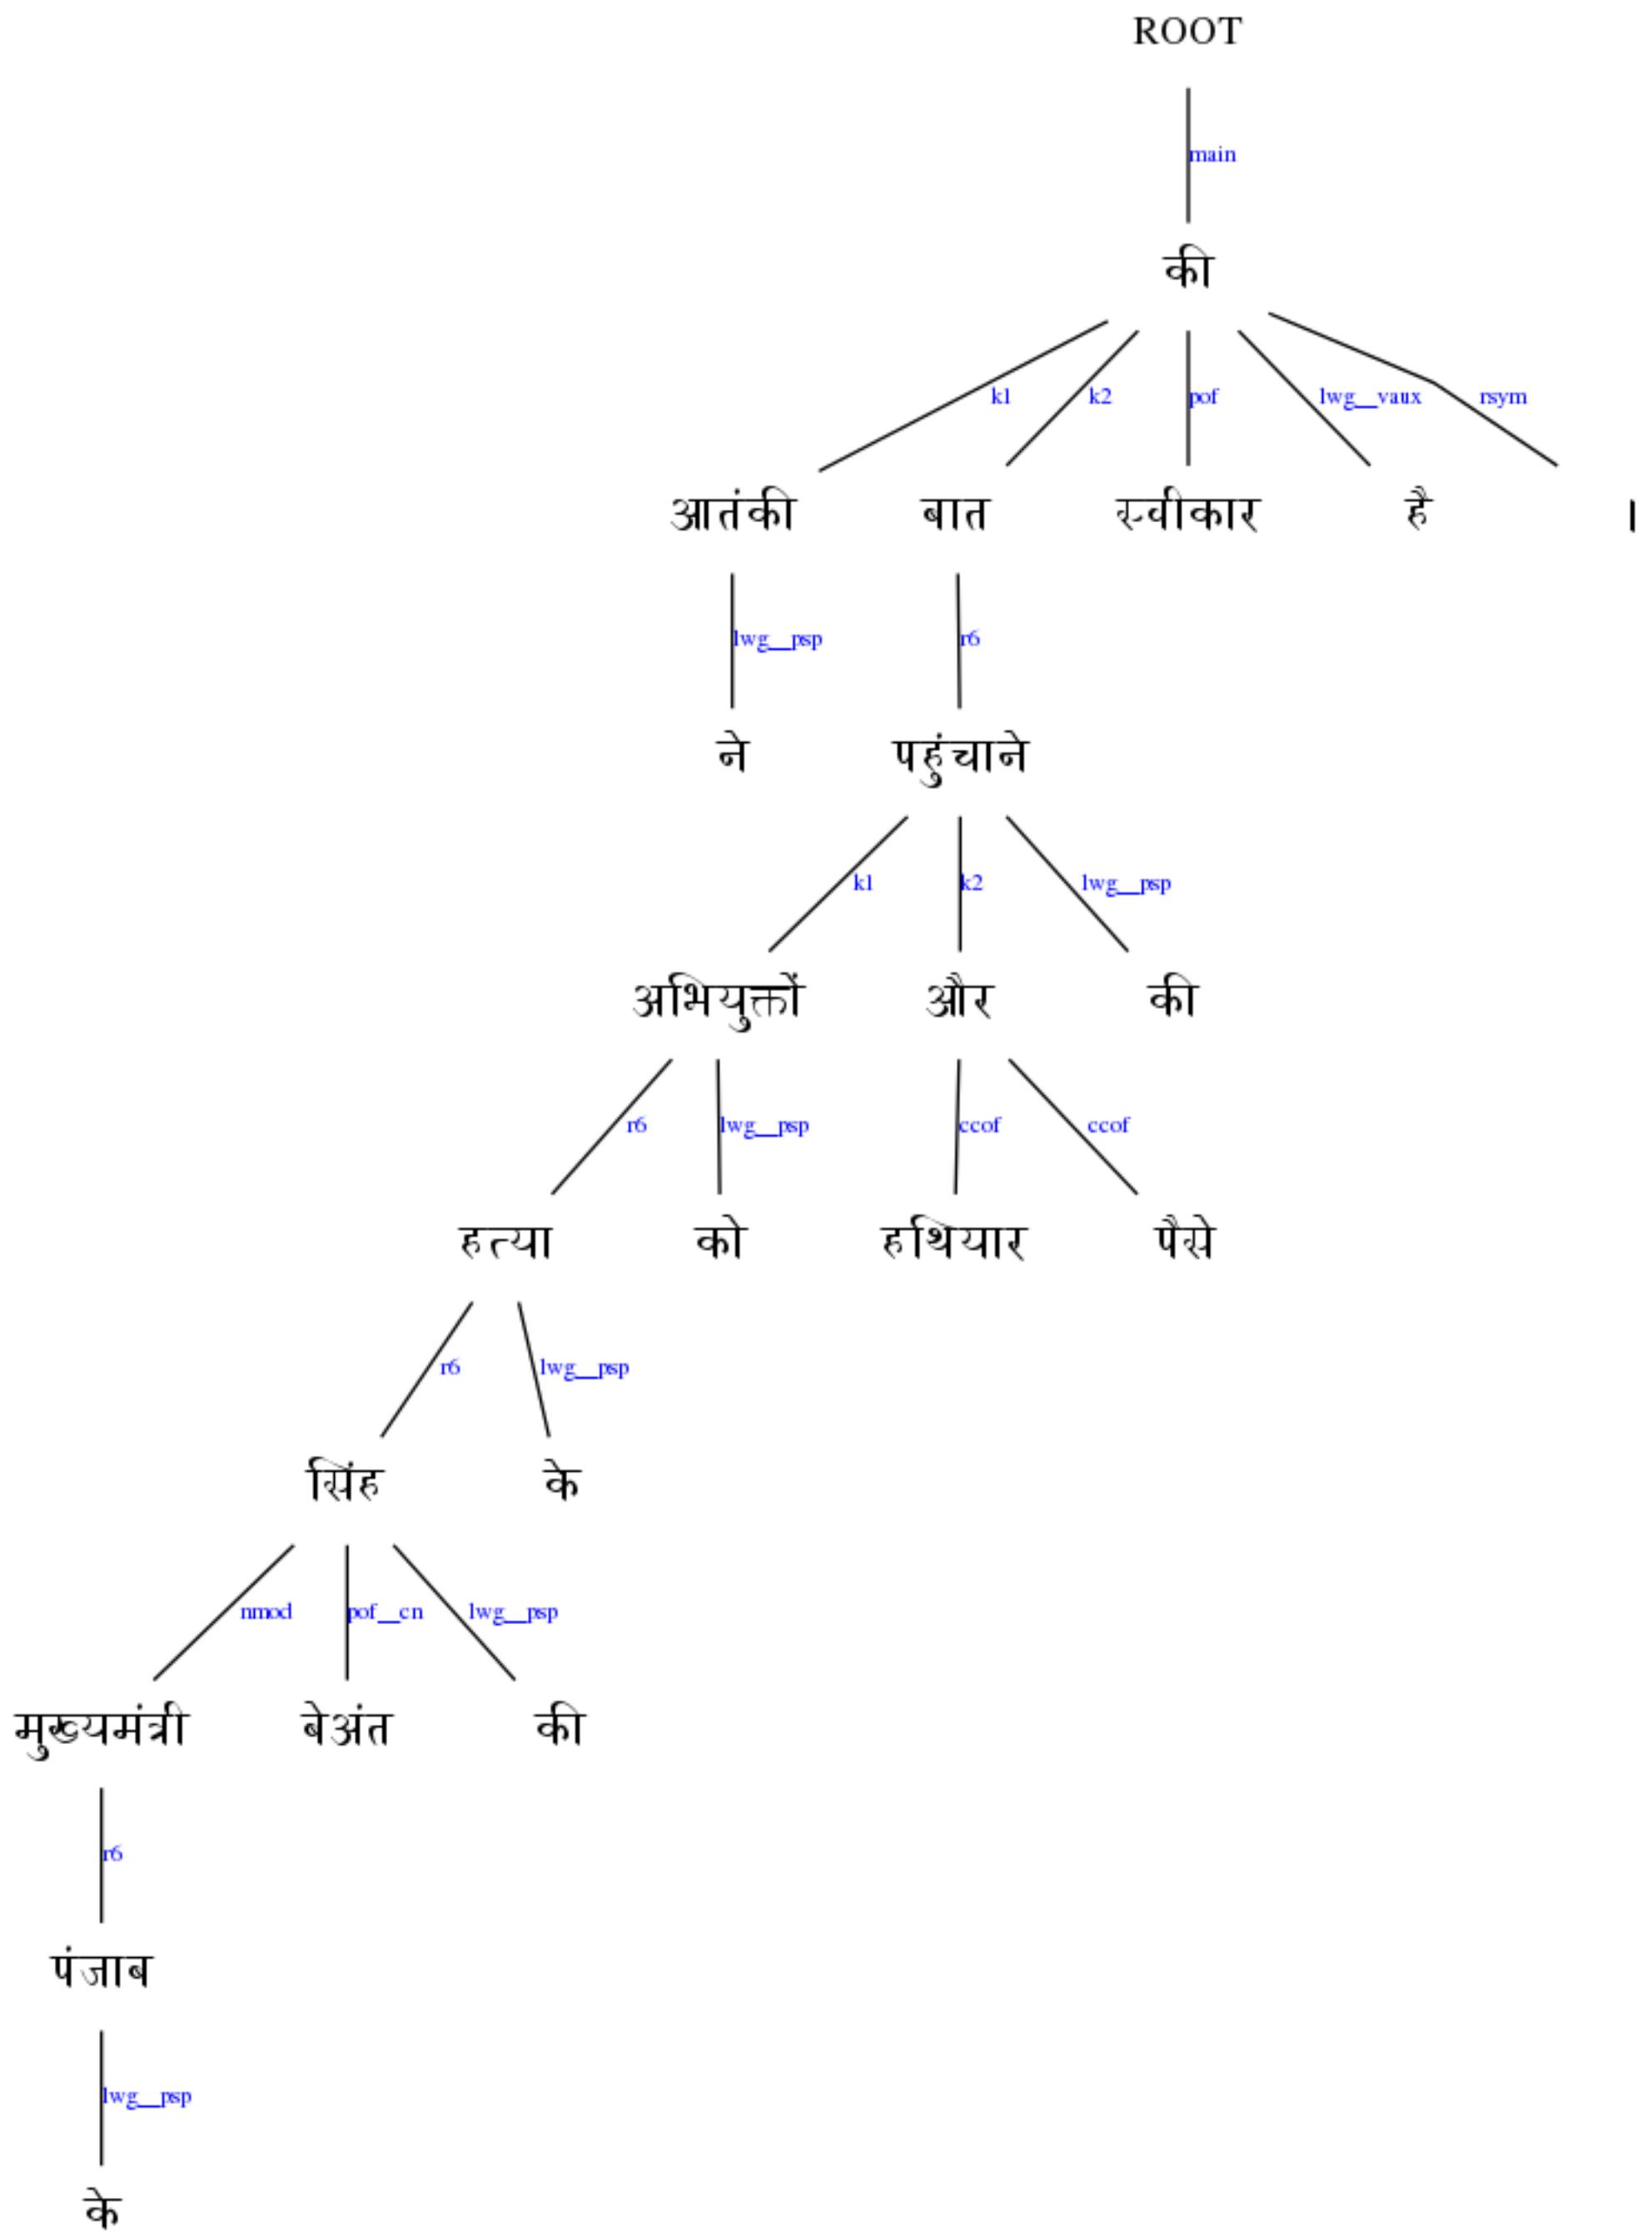 ROOT
main
की
k1 k2 pof lwg__vaux rsym
आतंकी बात स्वीकार है ।
lwg__psp r6
ने पहुंचाने
k1 k2 lwg__psp
अभियुक्तों और की
r6 lwg__psp ccof ccof
हत्या को हथियार पैसे
r6 lwg__psp
सिंह के
nmod pof__cn lwg__psp
मुख्यमंत्री बेअंत की
r6
पंजाब
lwg__psp
के